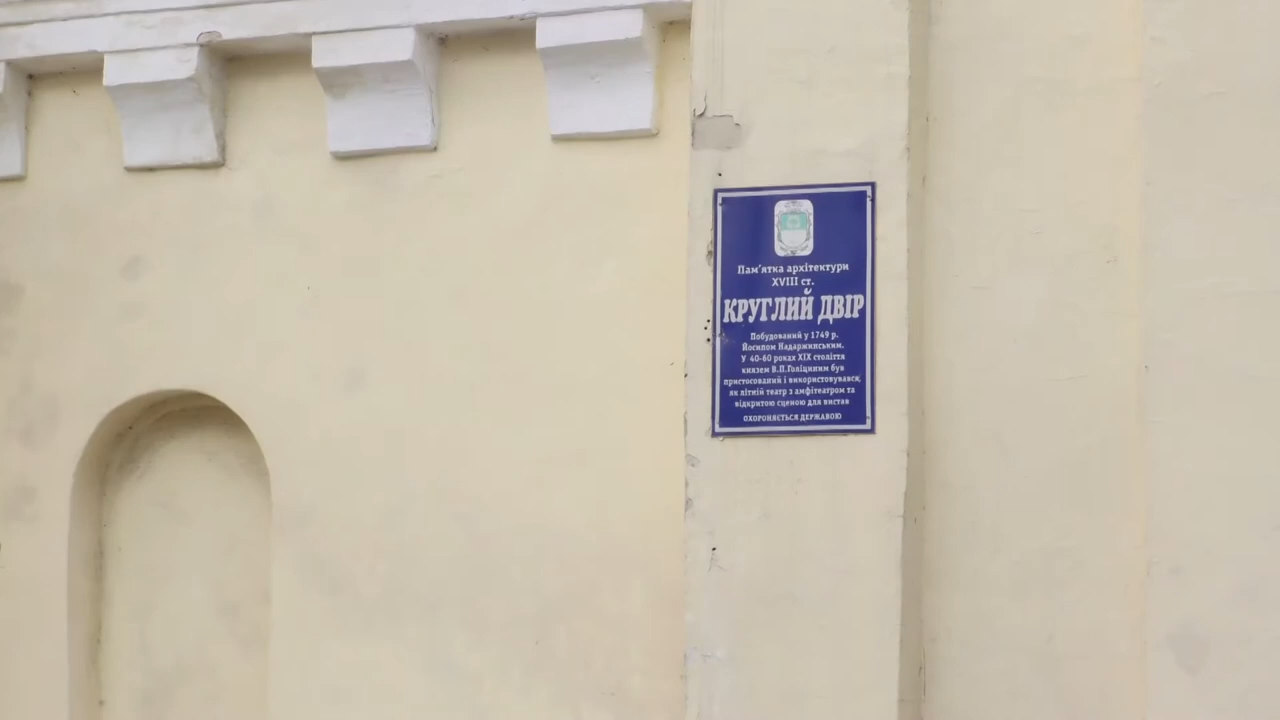 Пам'ятка архітектури
XVIII ст.
КРУГЛИЙ ДВІР
Побудований у 1749 р.
Йосипом Надаржинським.
У 40-60 роках XIX століття
князем В.П.Голіциним був
пристосований і використовувався,
як літній театр з амфітеатром та
відкритою сценою для вистав
ОХОРОНЯЄТЬСЯ ДЕРЖАВОЮ